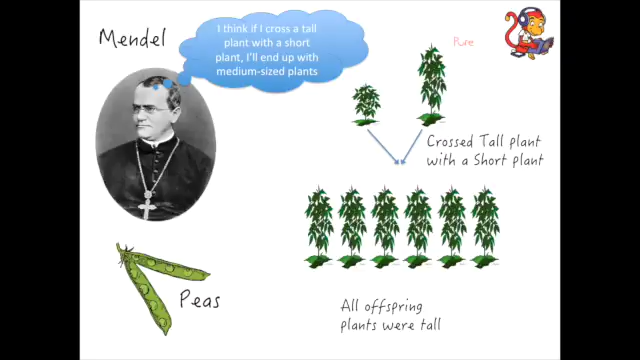 Mendel
I think if I cross a tall
plant with a short
plant, I'll end up with
medium-sized plants
Pure
Crossed Tall plant
with a Short plant
Peas
All offspring
plants were tall